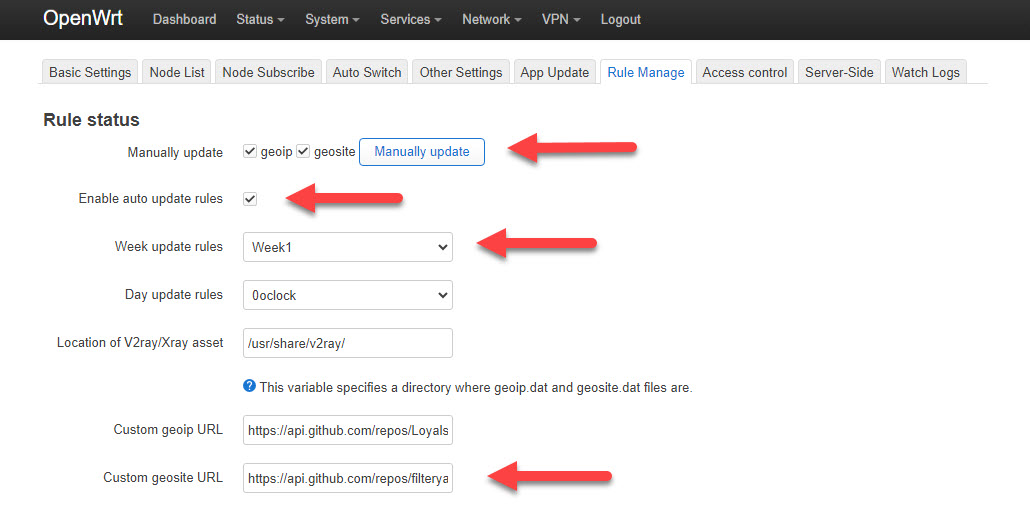 OpenWrt Dashboard Status System Services Network VPN Logout
Basic Settings Node List Node Subscribe Auto Switch Other Settings App Update Rule Manage Access control Server-Side Watch Logs
Rule status
Manually update geoip geosite Manually update
Enable auto update rules
Week update rules Week1
Day update rules 0oclock
Location of V2ray/Xray asset /usr/share/v2ray/
This variable specifies a directory where geoip.dat and geosite.dat files are.
Custom geoip URL https://api.github.com/repos/Loyals
Custom geosite URL https://api.github.com/repos/filterya